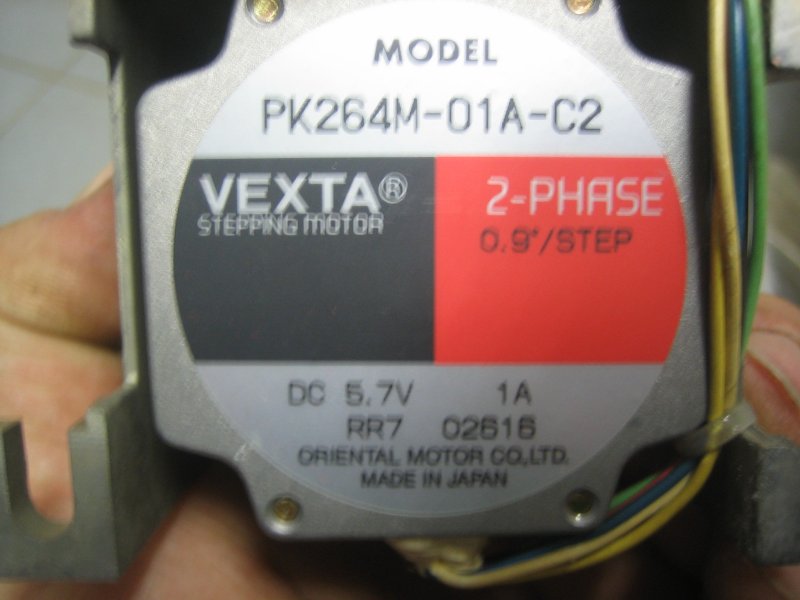 MODEL
PK264M-01A-C2
VEXTA®
STEPPING MOTOR
2-PHASE
0.9°/STEP
DC 5.7V 1A
RR7 02616
ORIENTAL MOTOR CO.,LTD.
MADE IN JAPAN